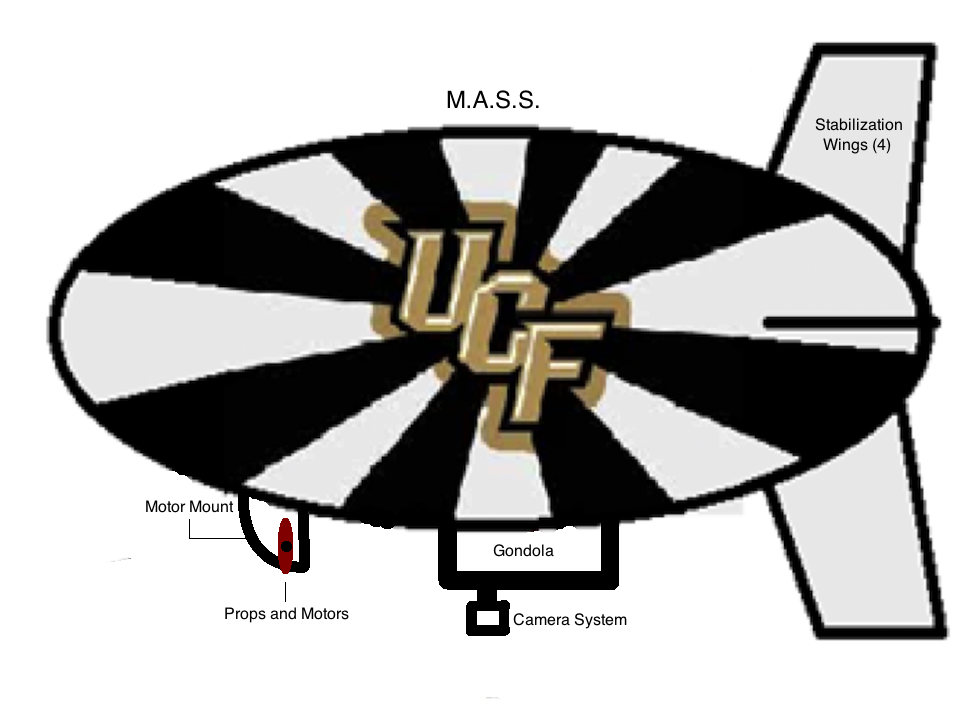 M.A.S.S.
Stabilization
Wings (4)
UCF
Motor Mount
Gondola
Props and Motors
Camera System